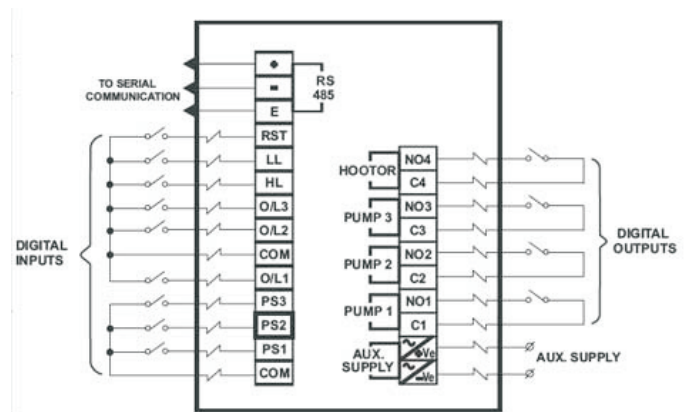 TO SERIAL
COMMUNICATION
+
-
E
RS
485
RST
LL
HL
O/L3
O/L2
COM
O/L1
PS3
PS2
PS1
COM
DIGITAL
INPUTS
HOOTOR
NO4
C4
PUMP 3
NO3
C3
PUMP 2
NO2
C2
PUMP 1
NO1
C1
AUX.
SUPPLY
~
+Ve
~
-Ve
DIGITAL
OUTPUTS
AUX. SUPPLY